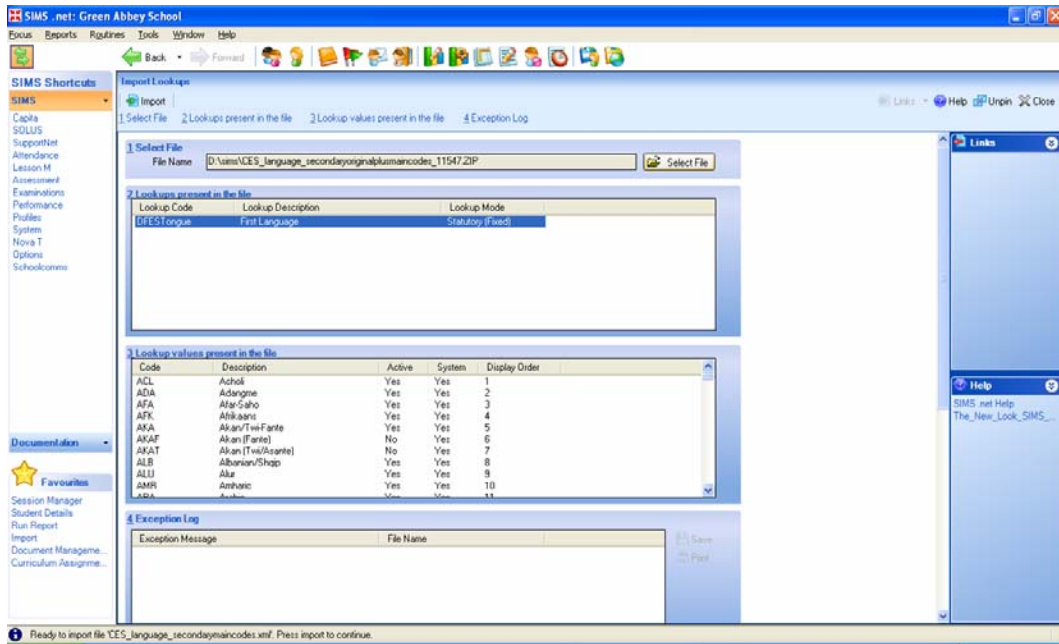 SIMS .net: Green Abbey School
Focus Reports Routines Tools Window Help
Back Forward
SIMS Shortcuts
SIMS
Capita
SOLUS
SupportNet
Attendance
Lesson M
Assessment
Examinations
Performance
Profiles
System
Nova T
Options
Schoolcomms
Documentation
Favourites
Session Manager
Student Details
Run Report
Import
Document Manageme...
Curriculum Assignme...
Import Lookups
Import
Links Help Unpin Close
1 Select File 2 Lookups present in the file 3 Lookup values present in the file 4 Exception Log
1 Select File
File Name D:\sims\CES_language_secondaryoriginalplusmaincodes_11547.ZIP Select File
2 Lookups present in the file
Lookup Code Lookup Description Lookup Mode
DFESTongue First Language Statutory (Fixed)
3 Lookup values present in the file
Code Description Active System Display Order
ACL Acholi Yes Yes 1
ADA Adangme Yes Yes 2
AFA Afar-Saho Yes Yes 3
AFK Afrikaans Yes Yes 4
AKA Akan/Twi-Fante Yes Yes 5
AKAF Akan (Fante) No Yes 6
AKAT Akan (Twi/Asante) No Yes 7
ALB Albanian/Shqip Yes Yes 8
ALU Alur Yes Yes 9
AMR Amharic Yes Yes 10
4 Exception Log
Exception Message File Name
Save
Print
Links
Help
SIMS .net Help
The_New_Look_SIMS_...
Ready to import file 'CES_language_secondarymaincodes.xml'. Press import to continue.